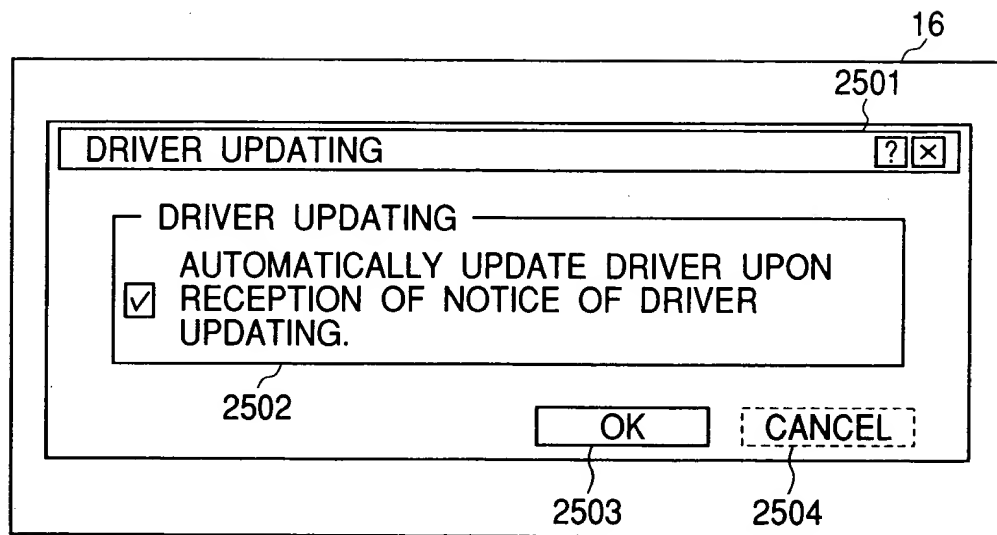 16
2501
DRIVER UPDATING ? ×
DRIVER UPDATING
AUTOMATICALLY UPDATE DRIVER UPON
RECEPTION OF NOTICE OF DRIVER
UPDATING.
2502
OK CANCEL
2503 2504